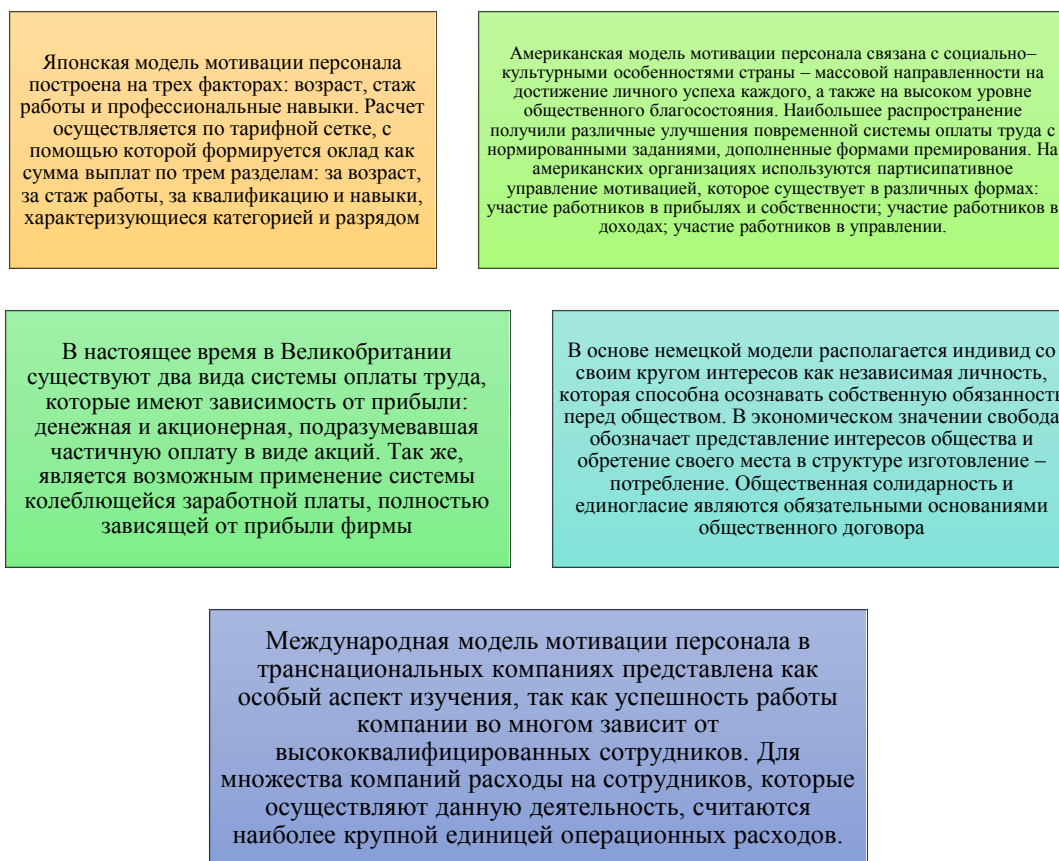 Японская модель мотивации персонала
построена на трех факторах: возраст, стаж
работы и профессиональные навыки. Расчет
осуществляется по тарифной сетке, с
помощью которой формируется оклад как
сумма выплат по трем разделам: за возраст,
за стаж работы, за квалификацию и навыки,
характеризующиеся категорией и разрядом
Американская модель мотивации персонала связана с социально–
культурными особенностями страны – массовой направленности на
достижение личного успеха каждого, а также на высоком уровне
общественного благосостояния. Наибольшее распространение
получили различные улучшения повременной системы оплаты труда с
нормированными заданиями, дополненные формами премирования. На
американских организациях используются партисипативное
управление мотивацией, которое существует в различных формах:
участие работников в прибылях и собственности; участие работников в
доходах; участие работников в управлении.
В настоящее время в Великобритании
существуют два вида системы оплаты труда,
которые имеют зависимость от прибыли:
денежная и акционерная, подразумевавшая
частичную оплату в виде акций. Так же,
является возможным применение системы
колеблющейся заработной платы, полностью
зависящей от прибыли фирмы
В основе немецкой модели располагается индивид со
своим кругом интересов как независимая личность,
которая способна осознавать собственную обязанность
перед обществом. В экономическом значении свобода
обозначает представление интересов общества и
обретение своего места в структуре изготовление –
потребление. Общественная солидарность и
единогласие являются обязательными основаниями
общественного договора
Международная модель мотивации персонала в
транснациональных компаниях представлена как
особый аспект изучения, так как успешность работы
компании во многом зависит от
высококвалифицированных сотрудников. Для
множества компаний расходы на сотрудников, которые
осуществляют данную деятельность, считаются
наиболее крупной единицей операционных расходов.